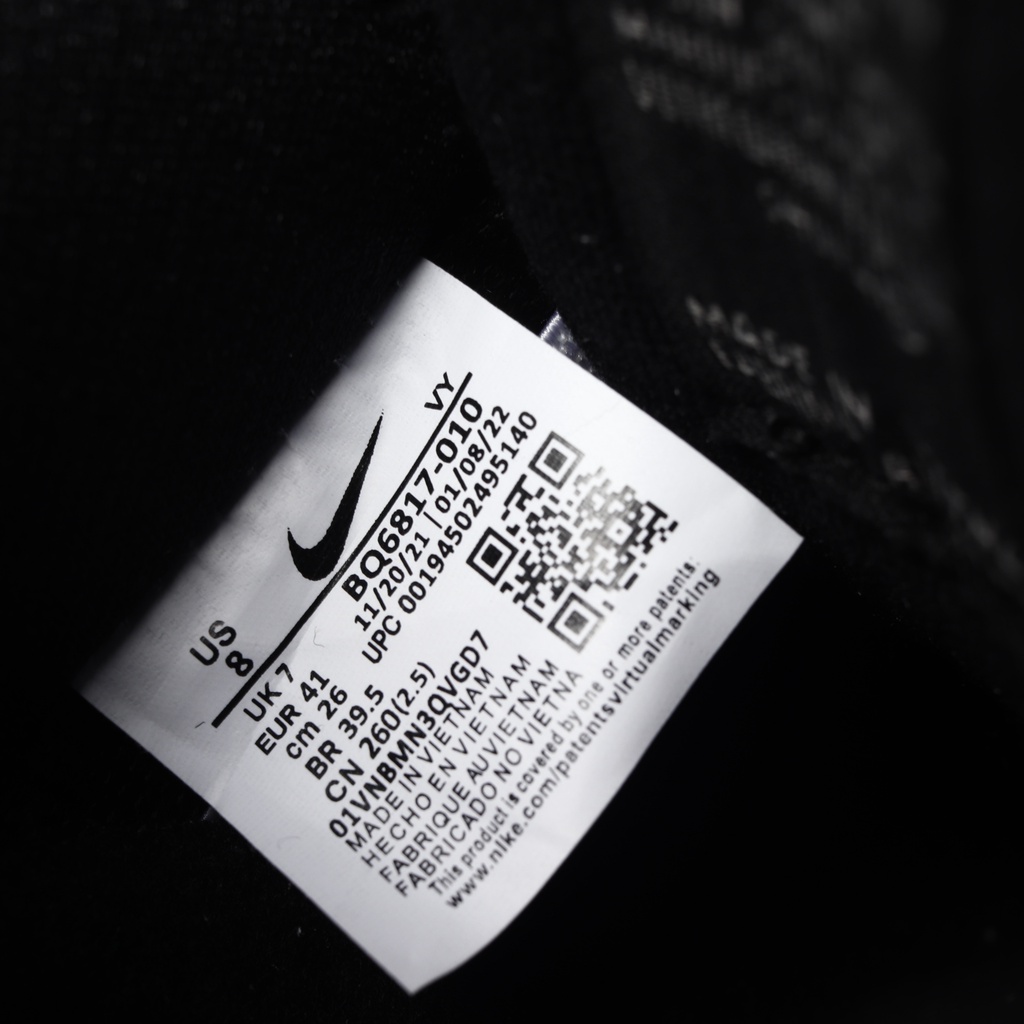 VY
US
8
BQ6817-010
11/20/21 | 01/08/22
UPC 00194502495140
UK 7
EUR 41
cm 26
BR 39.5
CN 260(2.5)
01VNBMN3QVGD7
MADE IN VIETNAM
HECHO EN VIETNAM
FABRIQUE AU VIETNAM
FABRICADO NO VIETNA
This product is covered by one or more patents.
www.nike.com/patentsvirtualmarking